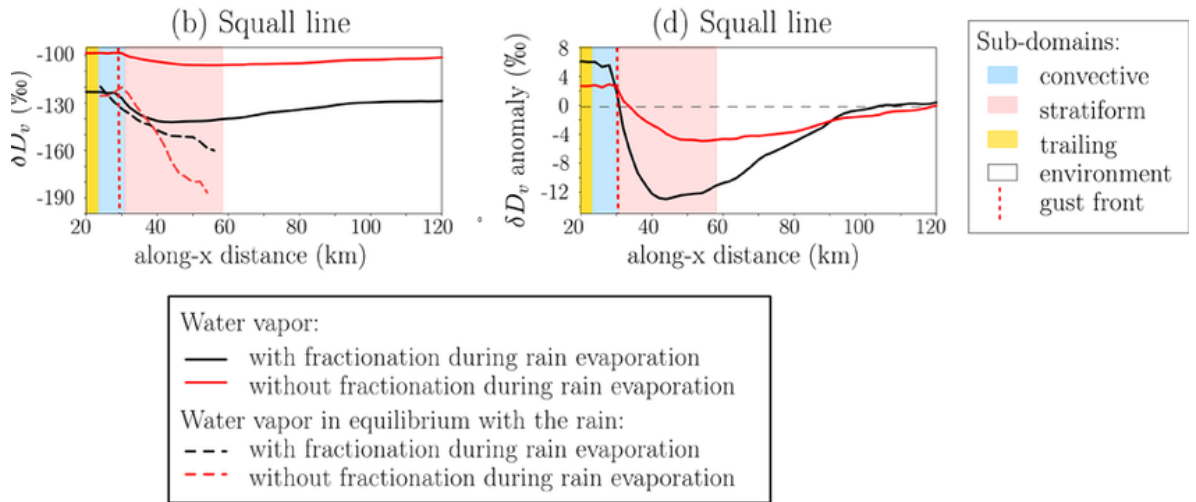 (b) Squall line
δDᵥ (‰)
-100
-130
-160
-190
20 40 60 80 100 120
along-x distance (km)
(d) Squall line
δDᵥ anomaly (‰)
8
4
0
-4
-8
-12
20 40 60 80 100 120
along-x distance (km)
Sub-domains:
convective
stratiform
trailing
environment
gust front
Water vapor:
with fractionation during rain evaporation
without fractionation during rain evaporation
Water vapor in equilibrium with the rain:
with fractionation during rain evaporation
without fractionation during rain evaporation